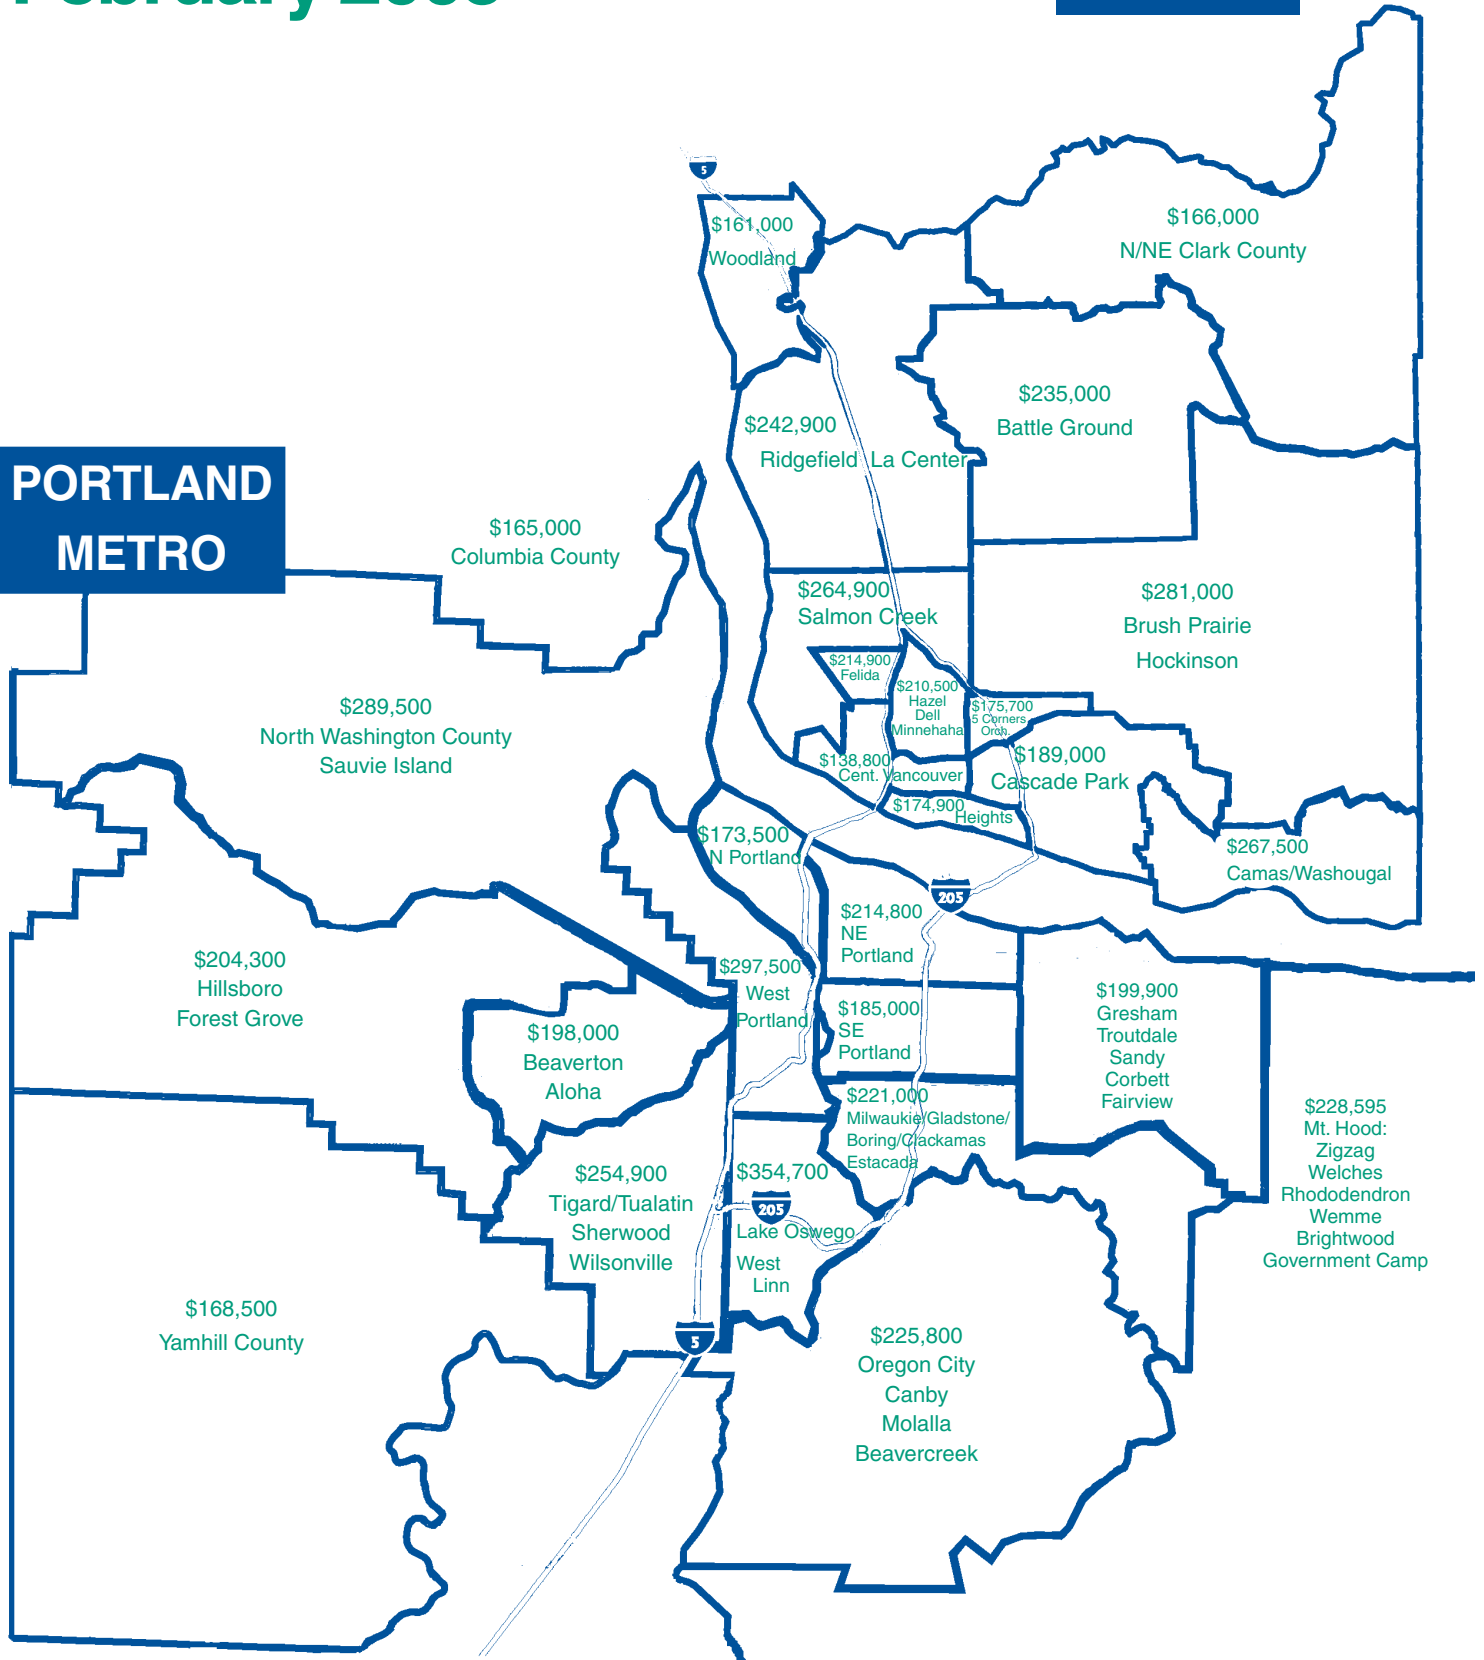 5
$161,000
Woodland
$166,000
N/NE Clark County
$235,000
Battle Ground
$242,900
Ridgefield La Center
PORTLAND
METRO
$165,000
Columbia County
$264,900
Salmon Creek
$281,000
Brush Prairie
Hockinson
$214,900
Felida
$210,500
Hazel
Dell
Minnehaha
$175,700
5 Corners
Orch.
$289,500
North Washington County
Sauvie Island
$138,800
Cent. Vancouver
$189,000
Cascade Park
$174,900
Heights
$173,500
N Portland
$267,500
Camas/Washougal
205
$214,800
NE
Portland
$204,300
Hillsboro
Forest Grove
$297,500
West
Portland
$185,000
SE
Portland
$199,900
Gresham
Troutdale
Sandy
Corbett
Fairview
$198,000
Beaverton
Aloha
$221,000
Milwaukie/Gladstone/
Boring/Clackamas
Estacada
$228,595
Mt. Hood:
Zigzag
Welches
Rhododendron
Wemme
Brightwood
Government Camp
$254,900
Tigard/Tualatin
Sherwood
Wilsonville
$354,700
205
Lake Oswego
West
Linn
$168,500
Yamhill County
5
$225,800
Oregon City
Canby
Molalla
Beavercreek